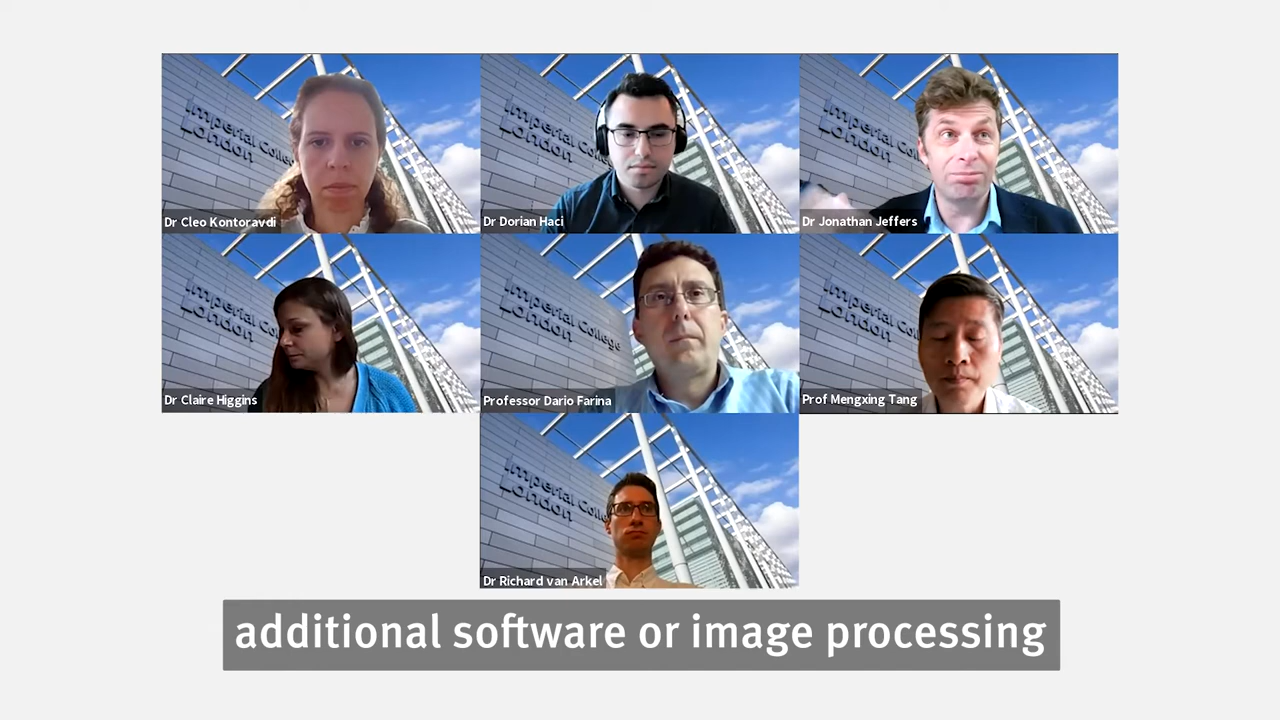 Imperial College
London
Dr Cleo Kontoravdi
Imperial College
London
Dr Dorian Haci
Imperial College
London
Dr Jonathan Jeffers
Imperial Co
London
Dr Claire Higgins
Imperial College
London
Professor Dario Farina
Imperial Coll
London
Prof Mengxing Tang
Imperial College
London
Dr Richard van Arkel
additional software or image processing